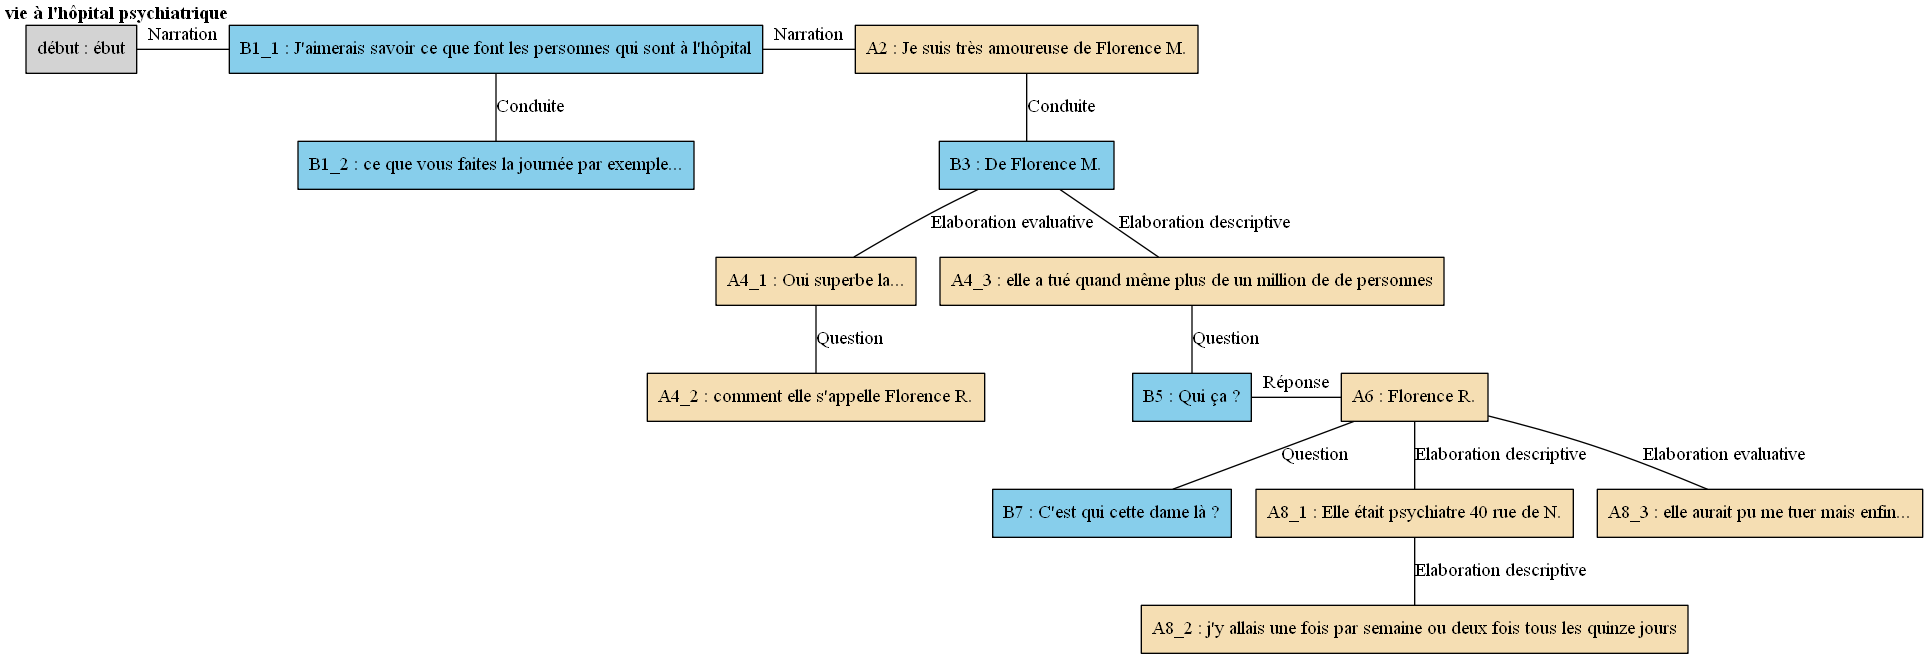 vie à l'hôpital psychiatrique
début : ébut
Narration
B1_1 : J'aimerais savoir ce que font les personnes qui sont à l'hôpital
Narration
A2 : Je suis très amoureuse de Florence M.
Conduite
Conduite
B1_2 : ce que vous faites la journée par exemple...
B3 : De Florence M.
Elaboration evaluative
Elaboration descriptive
A4_1 : Oui superbe la...
A4_3 : elle a tué quand même plus de un million de de personnes
Question
Question
A4_2 : comment elle s'appelle Florence R.
B5 : Qui ça ?
Réponse
A6 : Florence R.
Question
Elaboration descriptive
Elaboration evaluative
B7 : C'est qui cette dame là ?
A8_1 : Elle était psychiatre 40 rue de N.
A8_3 : elle aurait pu me tuer mais enfin...
Elaboration descriptive
A8_2 : j'y allais une fois par semaine ou deux fois tous les quinze jours